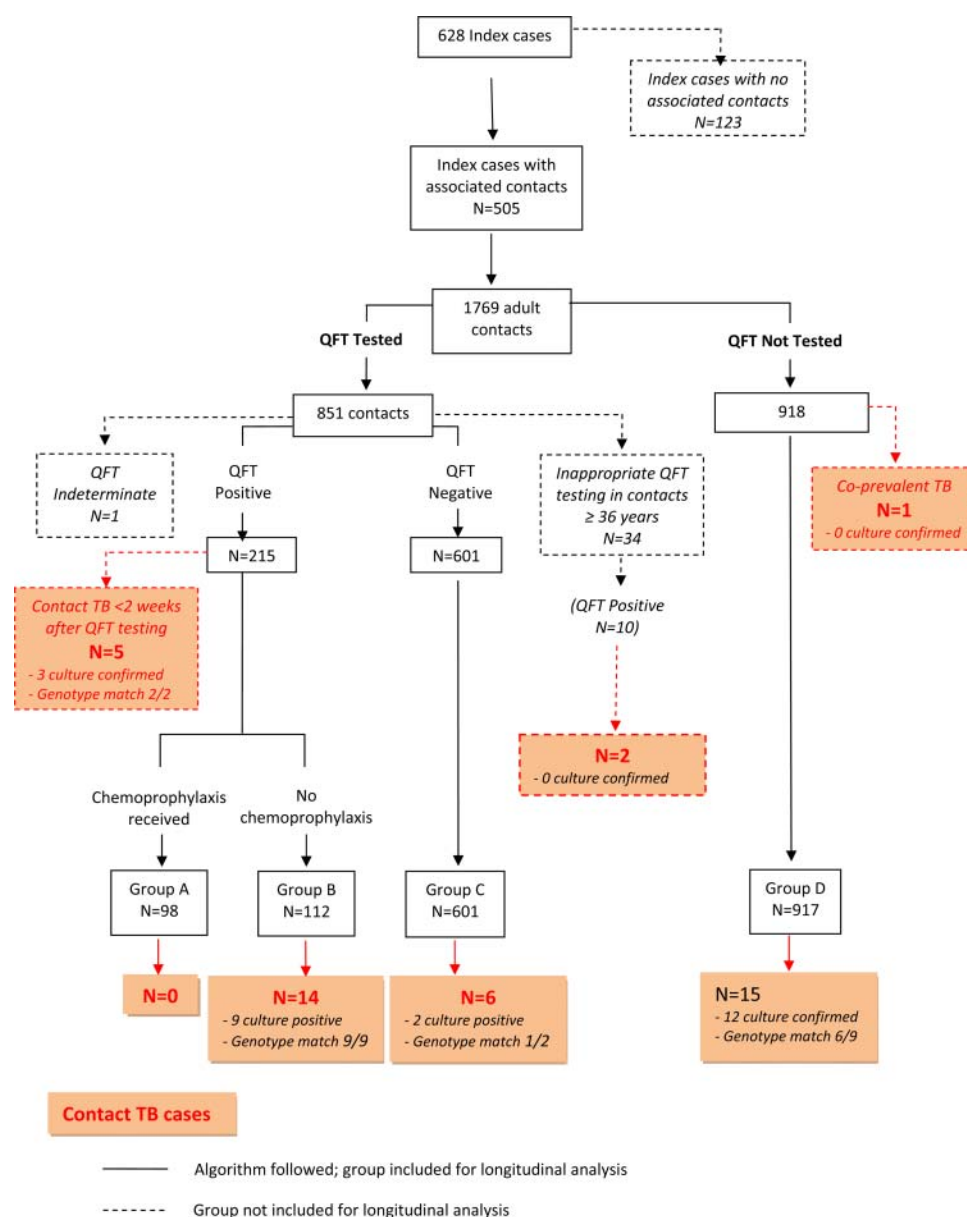 628 Index cases
Index cases with no
associated contacts
N=123
Index cases with
associated contacts
N=505
1769 adult
contacts
QFT Tested
QFT Not Tested
851 contacts
918
QFT
Indeterminate
N=1
QFT
Positive
QFT
Negative
Inappropriate QFT
testing in contacts
≥ 36 years
N=34
Co-prevalent TB
N=1
- 0 culture confirmed
N=215
N=601
Contact TB <2 weeks
after QFT testing
N=5
- 3 culture confirmed
- Genotype match 2/2
(QFT Positive
N=10)
N=2
- 0 culture confirmed
Chemoprophylaxis
received
No
chemoprophylaxis
Group A
N=98
Group B
N=112
Group C
N=601
Group D
N=917
N=0
N=14
- 9 culture positive
- Genotype match 9/9
N=6
- 2 culture positive
- Genotype match 1/2
N=15
- 12 culture confirmed
- Genotype match 6/9
Contact TB cases
Algorithm followed; group included for longitudinal analysis
Group not included for longitudinal analysis